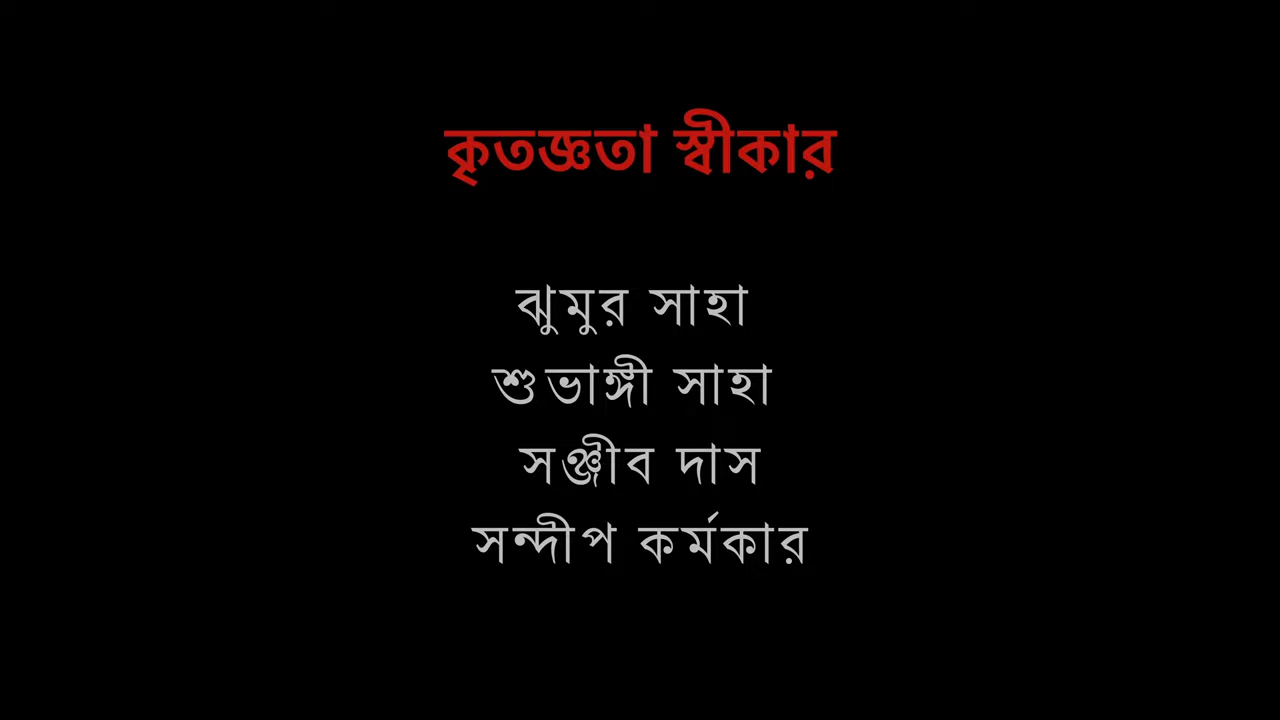 কৃতজ্ঞতা স্বীকার
ঝুমুর সাহা
শুভাঙ্গী সাহা
সঞ্জীব দাস
সন্দীপ কর্মকার